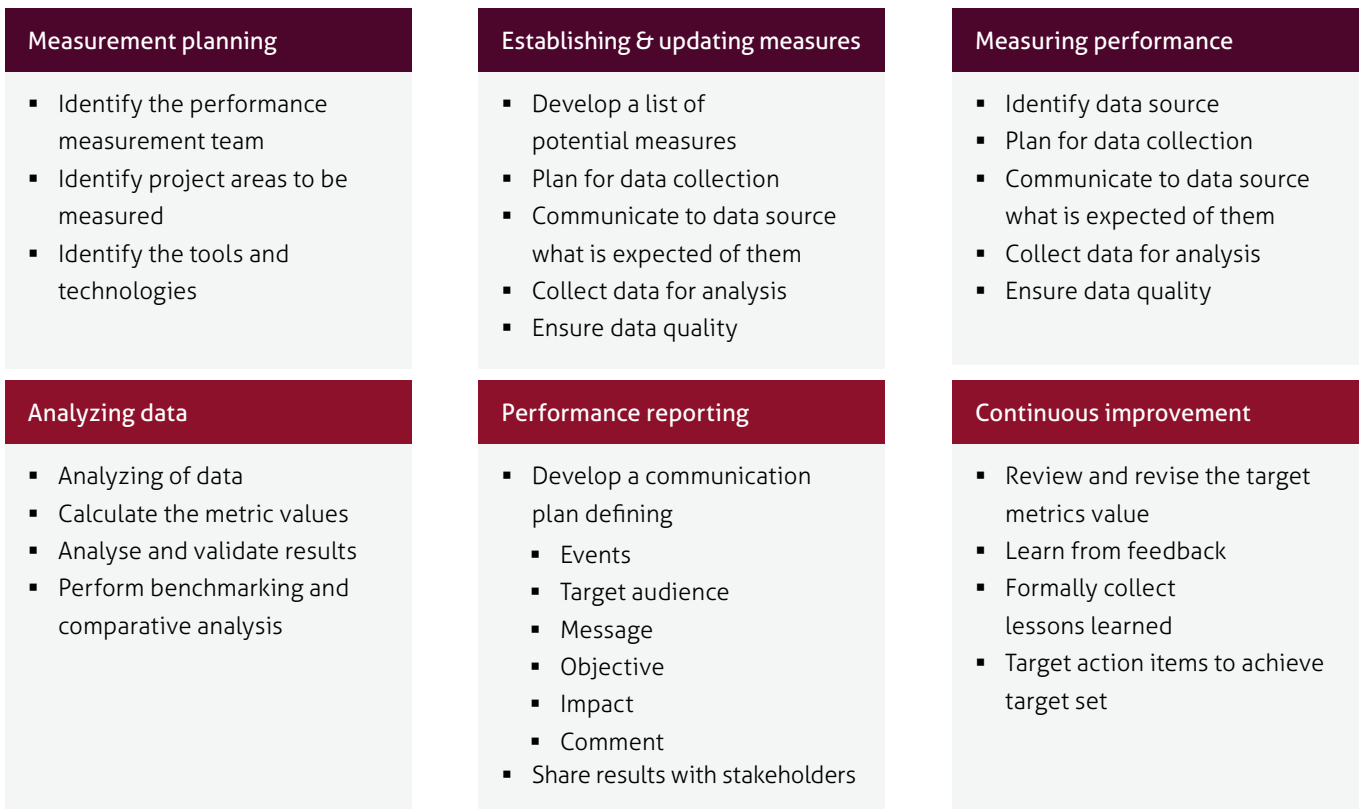 Measurement planning
▪ Identify the performance
measurement team
▪ Identify project areas to be
measured
▪ Identify the tools and
technologies
Establishing & updating measures
▪ Develop a list of
potential measures
▪ Plan for data collection
▪ Communicate to data source
what is expected of them
▪ Collect data for analysis
▪ Ensure data quality
Measuring performance
▪ Identify data source
▪ Plan for data collection
▪ Communicate to data source
what is expected of them
▪ Collect data for analysis
▪ Ensure data quality
Analyzing data
▪ Analyzing of data
▪ Calculate the metric values
▪ Analyse and validate results
▪ Perform benchmarking and
comparative analysis
Performance reporting
▪ Develop a communication
plan defining
▪ Events
▪ Target audience
▪ Message
▪ Objective
▪ Impact
▪ Comment
▪ Share results with stakeholders
Continuous improvement
▪ Review and revise the target
metrics value
▪ Learn from feedback
▪ Formally collect
lessons learned
▪ Target action items to achieve
target set